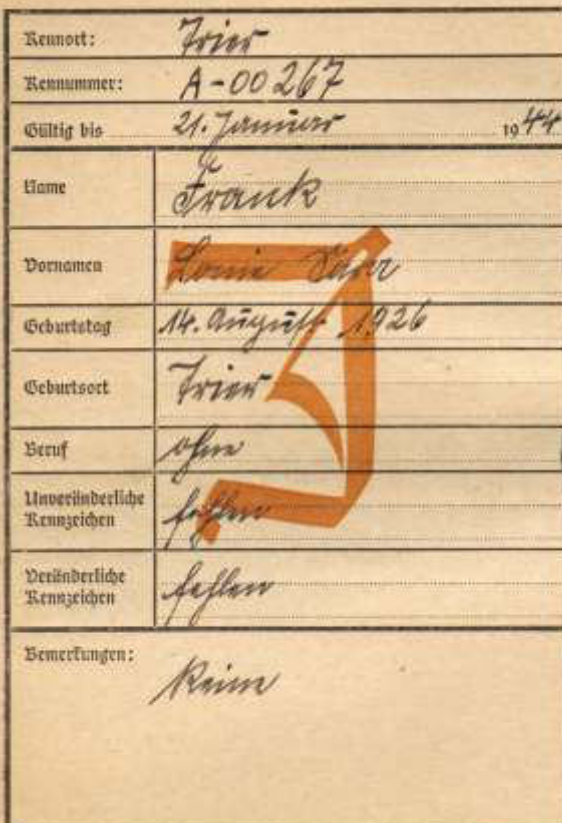 Kennort: Trier
Kennummer: A-00267
Gültig bis 21. Januar 1944
Name Frank
Vornamen Sara
Geburtstag 14. August 1926
Geburtsort Trier
Beruf ohne
Unveränderliche
Kennzeichen fehlen
Veränderliche
Kennzeichen fehlen
Bemerkungen:
Keine
J